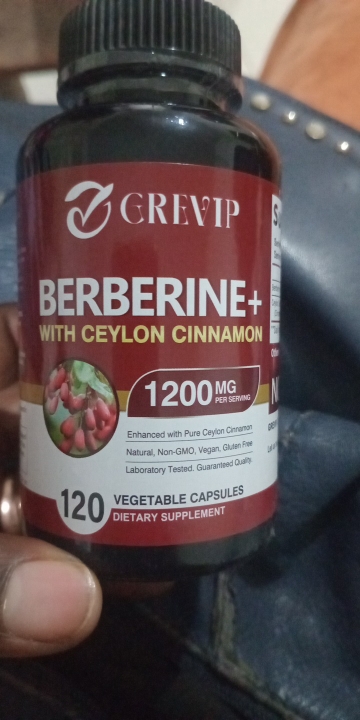 CREVIP
BERBERINE+
WITH CEYLON CINNAMON
1200 MG
PER SERVING
Enhanced with Pure Ceylon Cinnamon
Natural, Non-GMO, Vegan, Gluten Free
Laboratory Tested. Guaranteed Quality.
120 VEGETABLE CAPSULES
DIETARY SUPPLEMENT